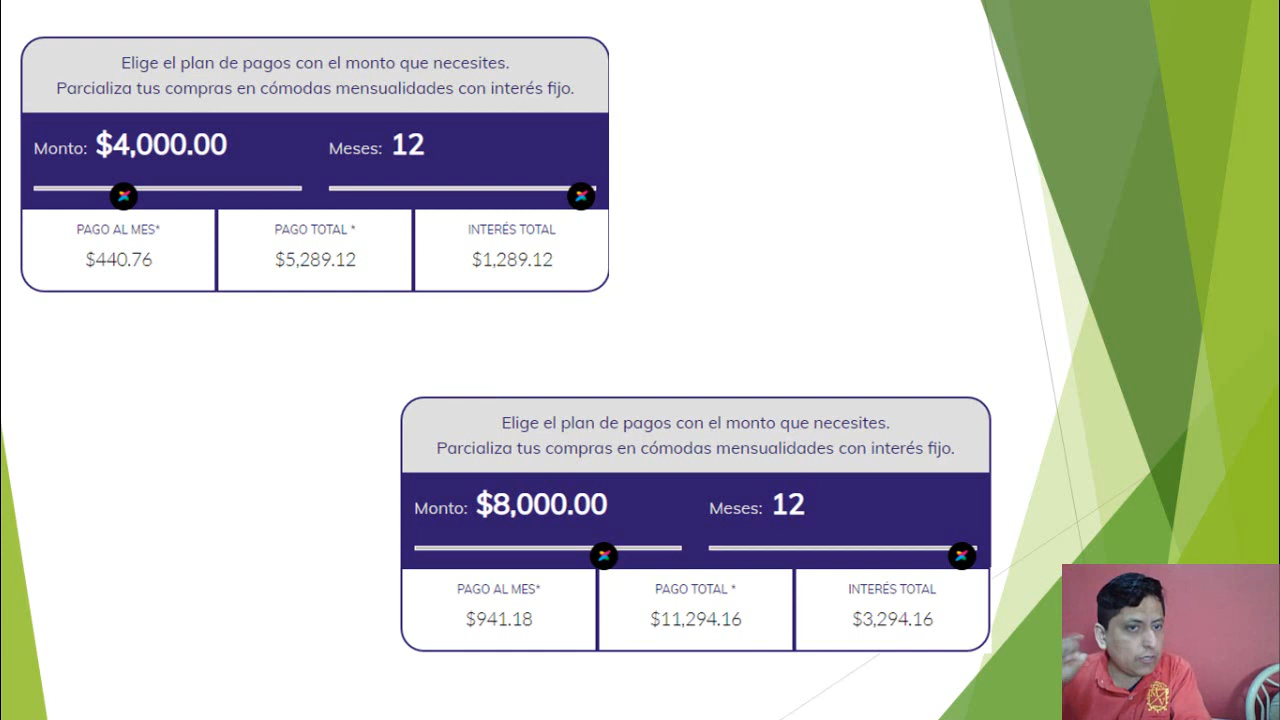 Elige el plan de pagos con el monto que necesites.
Parcializa tus compras en cómodas mensualidades con interés fijo.
Monto: $4,000.00
Meses: 12
PAGO AL MES*
$440.76
PAGO TOTAL *
$5,289.12
INTERÉS TOTAL
$1,289.12
Elige el plan de pagos con el monto que necesites.
Parcializa tus compras en cómodas mensualidades con interés fijo.
Monto: $8,000.00
Meses: 12
PAGO AL MES*
$941.18
PAGO TOTAL *
$11,294.16
INTERÉS TOTAL
$3,294.16